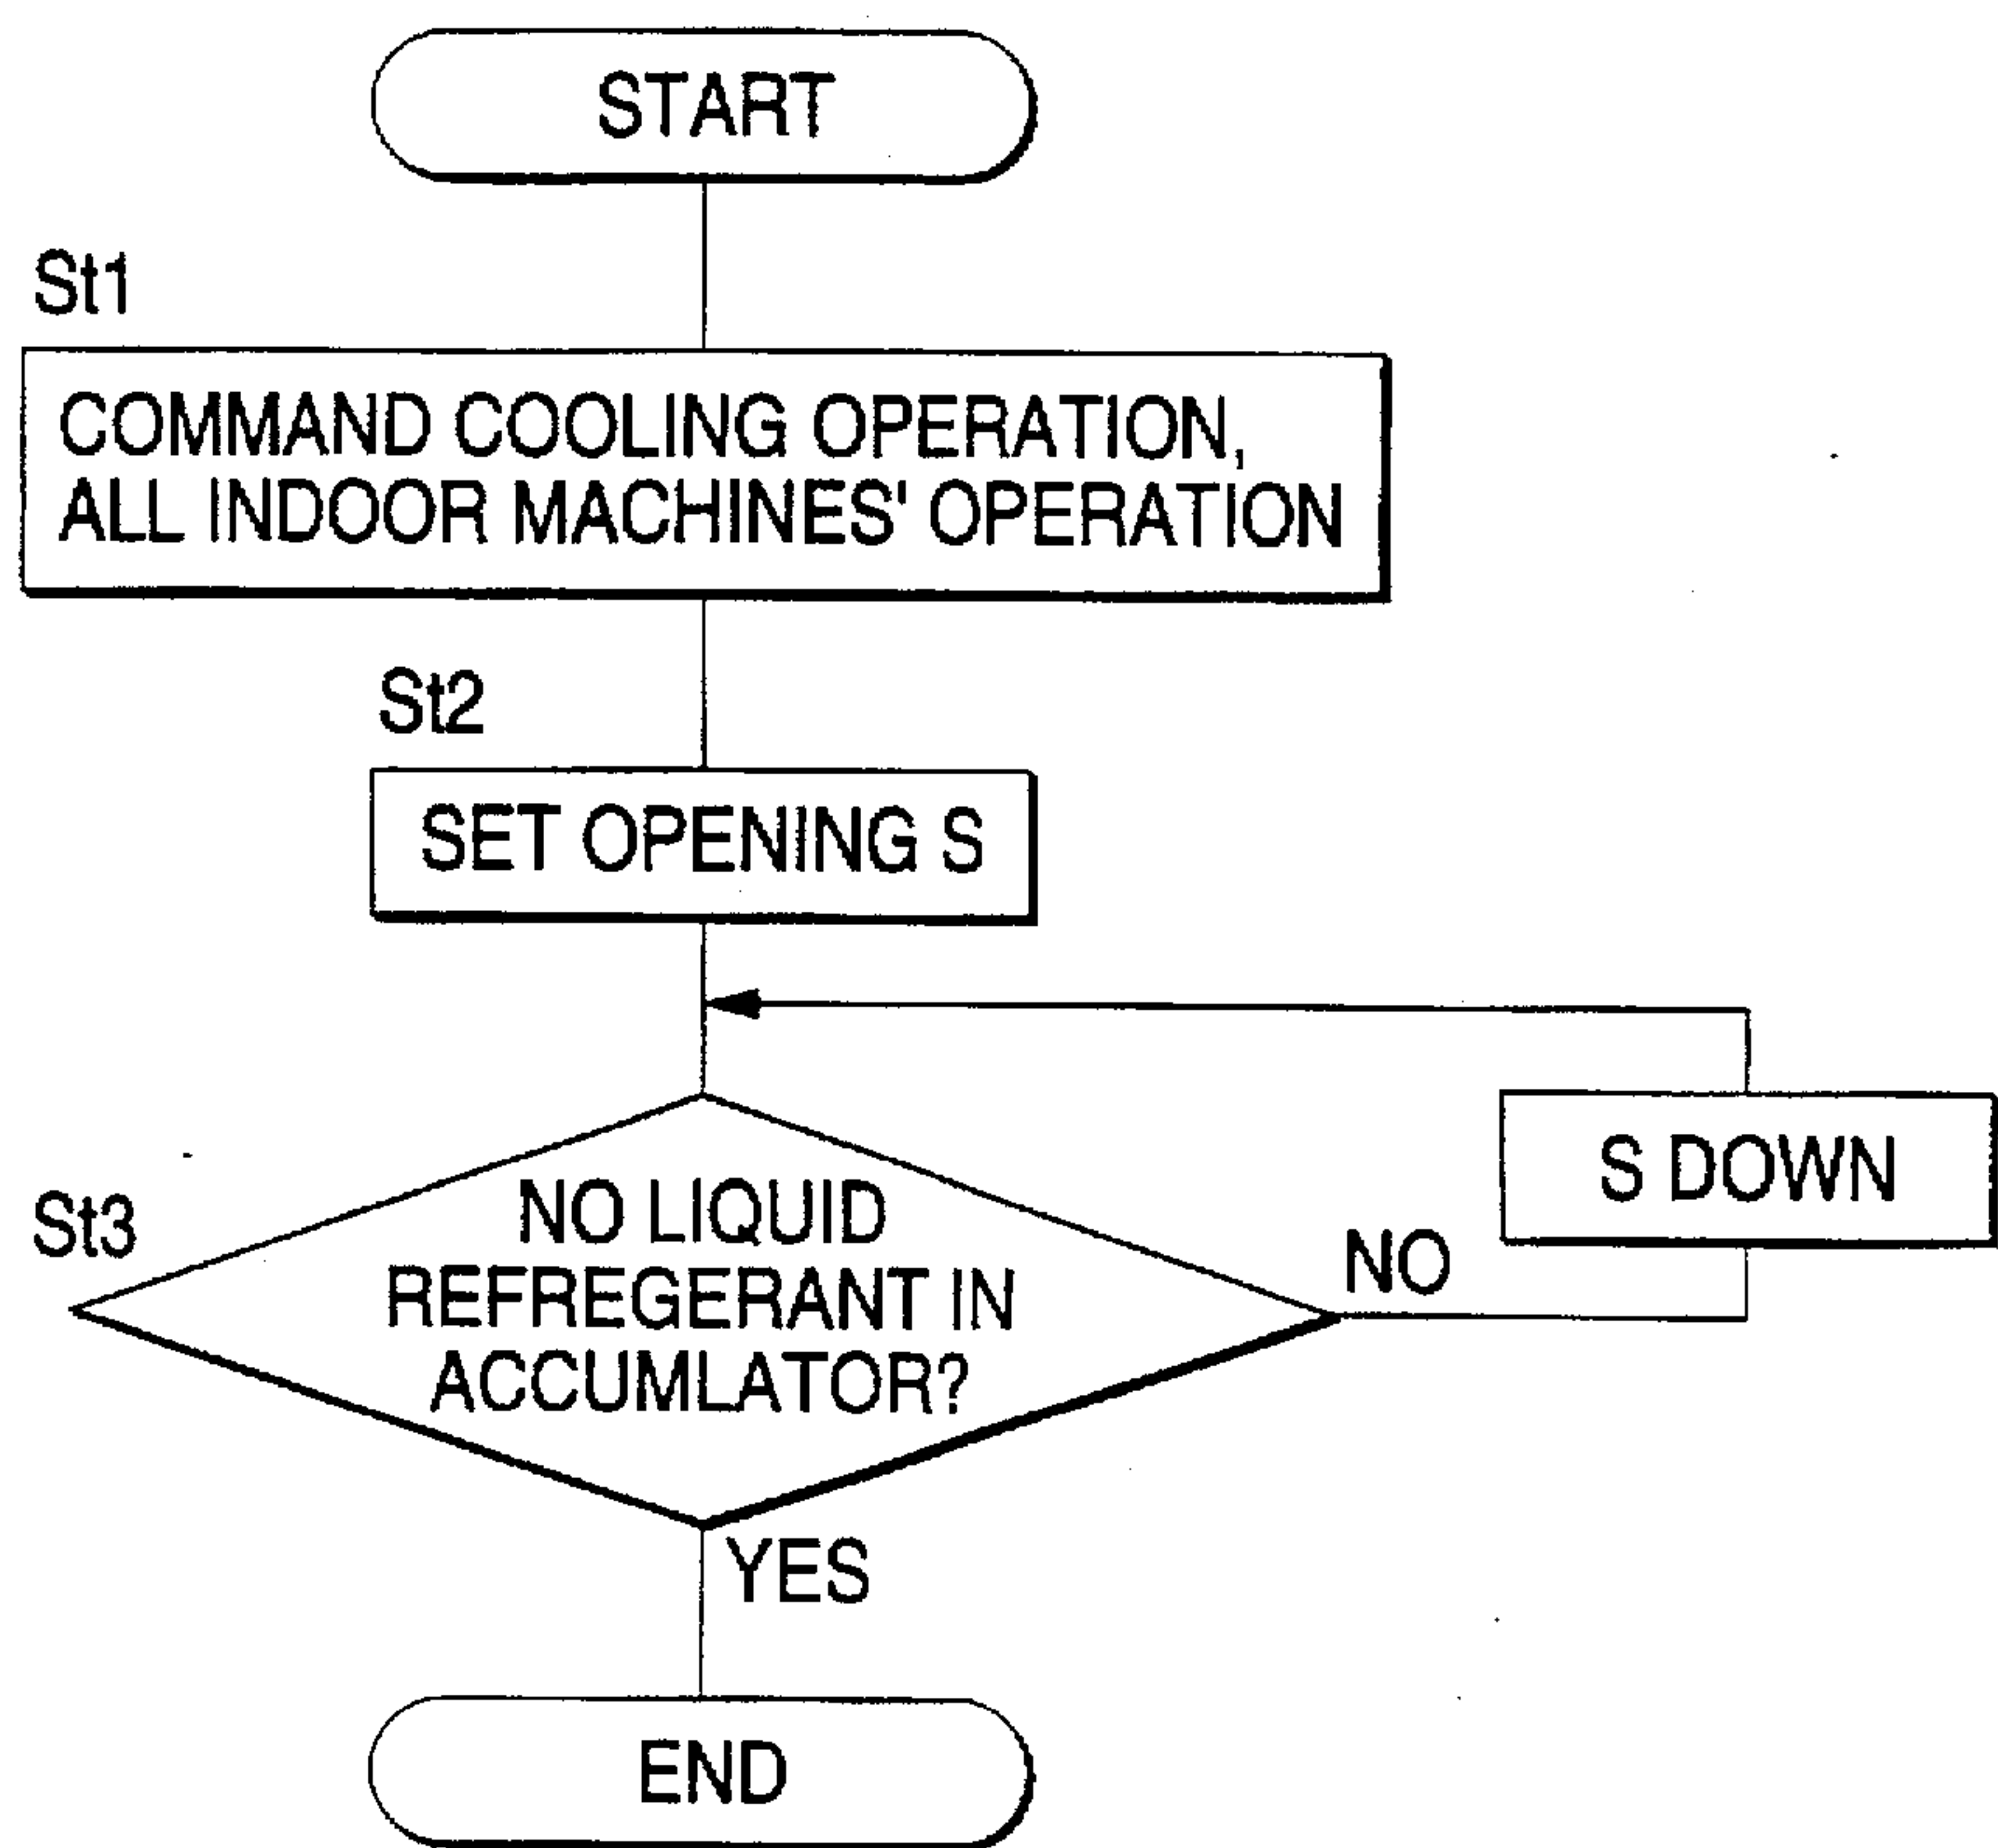 START
St1
COMMAND COOLING OPERATION,
ALL INDOOR MACHINES' OPERATION
St2
SET OPENING S
S DOWN
St3
NO LIQUID
REFREGERANT IN
ACCUMLATOR?
NO
YES
END